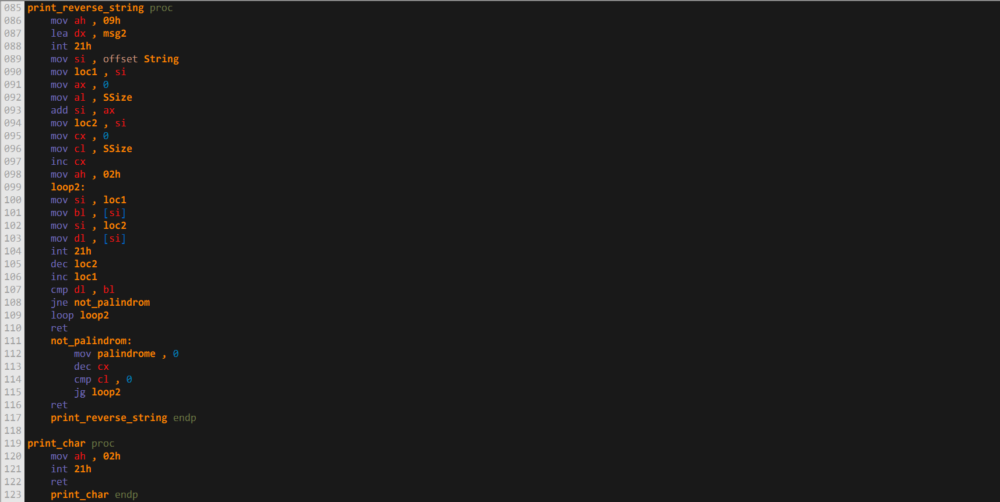 085 print_reverse_string proc
086     mov ah , 09h
087     lea dx , msg2
088     int 21h
089     mov si , offset String
090     mov loc1 , si
091     mov ax , 0
092     mov al , SSize
093     add si , ax
094     mov loc2 , si
095     mov cx , 0
096     mov cl , SSize
097     inc cx
098     mov ah , 02h
099     loop2:
100     mov si , loc1
101     mov bl , [si]
102     mov si , loc2
103     mov dl , [si]
104     int 21h
105     dec loc2
106     inc loc1
107     cmp dl , bl
108     jne not_palindrom
109     loop loop2
110     ret
111     not_palindrom:
112         mov palindrome , 0
113         dec cx
114         cmp cl , 0
115         jg loop2
116     ret
117     print_reverse_string endp
118
119 print_char proc
120     mov ah , 02h
121     int 21h
122     ret
123     print_char endp